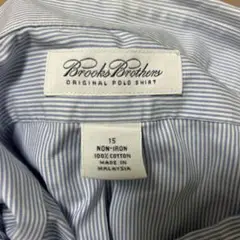 Brooks Brothers
ORIGINAL POLO SHIRT
15
NON-IRON
100% COTTON
MADE IN
MALAYSIA